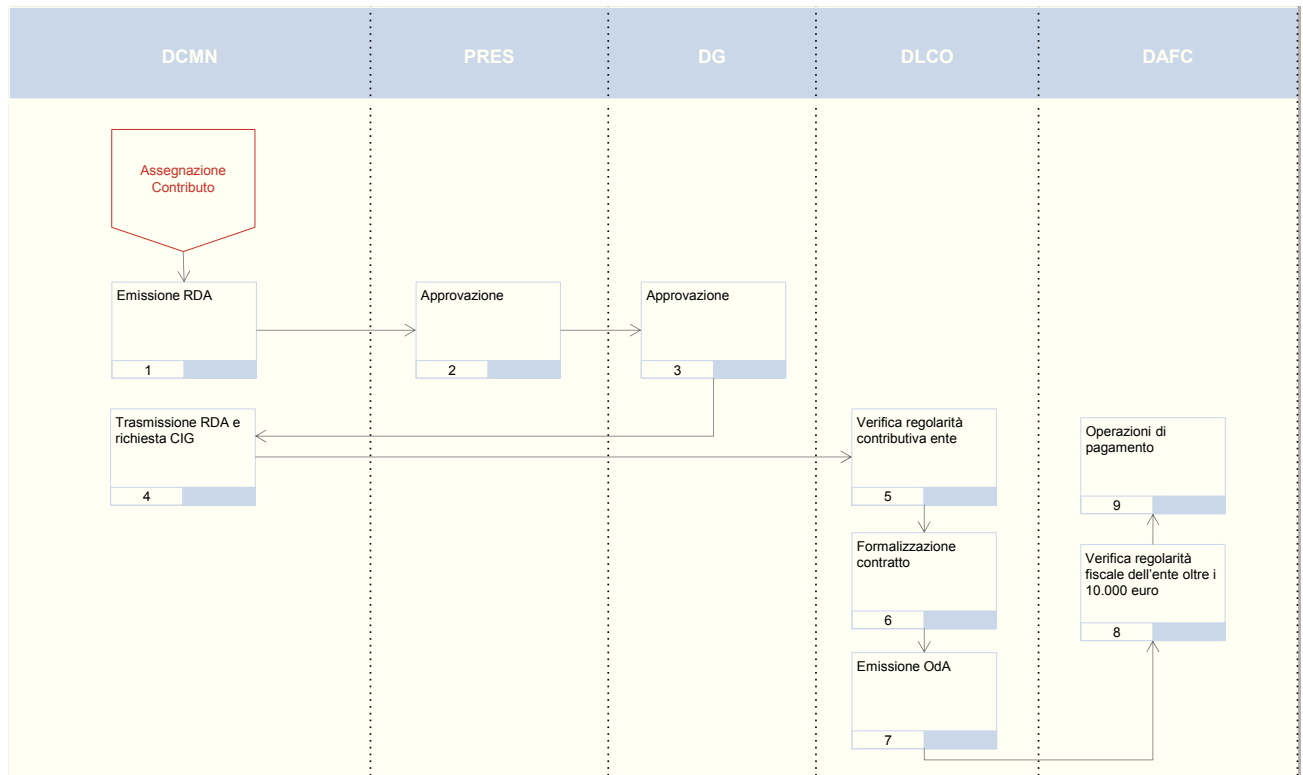 DCMN
PRES
DG
DLCO
DAFC
Assegnazione
Contributo
Emissione RDA
1
Approvazione
2
Approvazione
3
Trasmissione RDA e
richiesta CIG
4
Verifica regolarità
contributiva ente
5
Formalizzazione
contratto
6
Emissione OdA
7
Verifica regolarità
fiscale dell'ente oltre i
10.000 euro
8
Operazioni di
pagamento
9